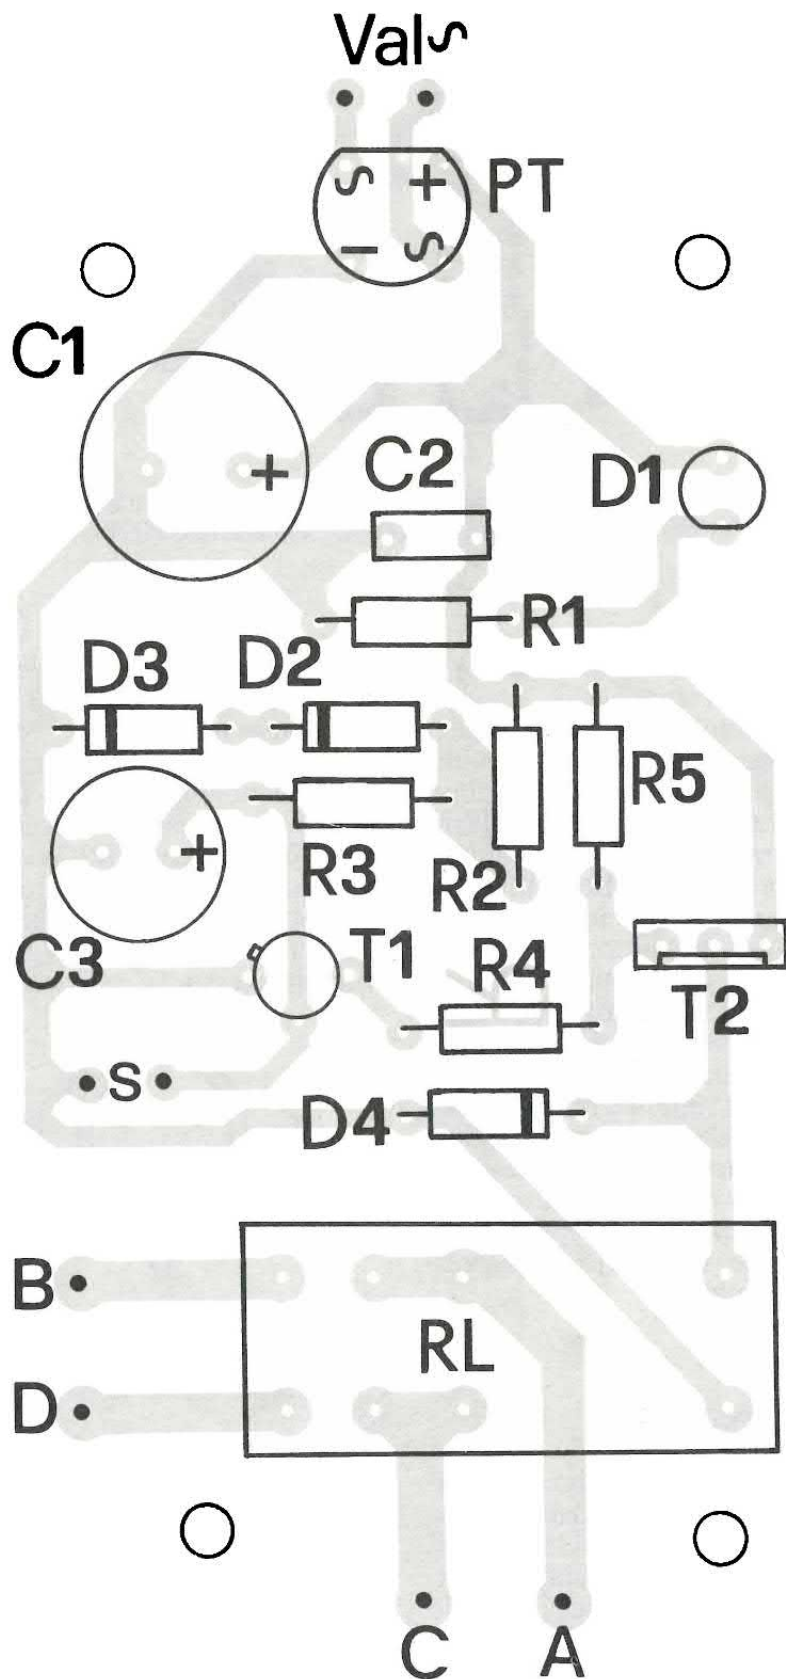 Val∿
∿ + PT
− ∿
C1
C2
D1
R1
D3 D2
R5
R3 R2
C3 T1 R4
T2
+
+
S
D4
B
RL
D
C A